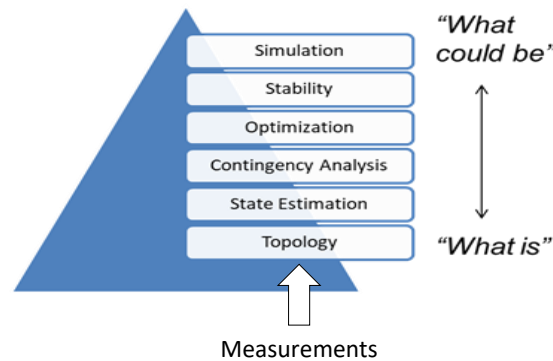 Simulation
Stability
Optimization
Contingency Analysis
State Estimation
Topology
“What
could be”
“What is”
Measurements